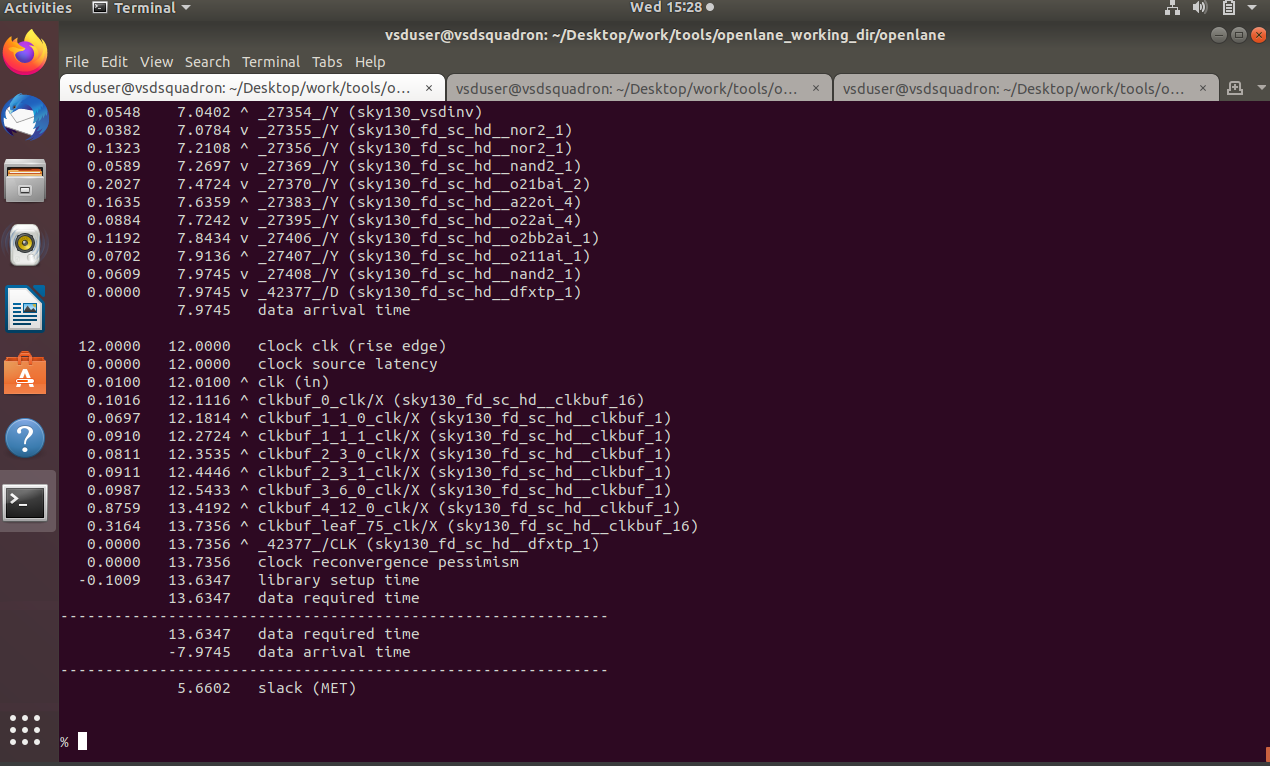 Activities Terminal Wed 15:28
vsduser@vsdsquadron: ~/Desktop/work/tools/openlane_working_dir/openlane
File Edit View Search Terminal Tabs Help
vsduser@vsdsquadron: ~/Desktop/work/tools/o... × vsduser@vsdsquadron: ~/Desktop/work/tools/o... × vsduser@vsdsquadron: ~/Desktop/work/tools/o... ×
0.0548 7.0402 ^ _27354_/Y (sky130_vsdinv)
0.0382 7.0784 v _27355_/Y (sky130_fd_sc_hd__nor2_1)
0.1323 7.2108 ^ _27356_/Y (sky130_fd_sc_hd__nor2_1)
0.0589 7.2697 v _27369_/Y (sky130_fd_sc_hd__nand2_1)
0.2027 7.4724 v _27370_/Y (sky130_fd_sc_hd__o21bai_2)
0.1635 7.6359 ^ _27383_/Y (sky130_fd_sc_hd__a22oi_4)
0.0884 7.7242 v _27395_/Y (sky130_fd_sc_hd__o22ai_4)
0.1192 7.8434 v _27406_/Y (sky130_fd_sc_hd__o2bb2ai_1)
0.0702 7.9136 ^ _27407_/Y (sky130_fd_sc_hd__o211ai_1)
0.0609 7.9745 v _27408_/Y (sky130_fd_sc_hd__nand2_1)
0.0000 7.9745 v _42377_/D (sky130_fd_sc_hd__dfxtp_1)
7.9745 data arrival time
12.0000 12.0000 clock clk (rise edge)
0.0000 12.0000 clock source latency
0.0100 12.0100 ^ clk (in)
0.1016 12.1116 ^ clkbuf_0_clk/X (sky130_fd_sc_hd__clkbuf_16)
0.0697 12.1814 ^ clkbuf_1_1_0_clk/X (sky130_fd_sc_hd__clkbuf_1)
0.0910 12.2724 ^ clkbuf_1_1_1_clk/X (sky130_fd_sc_hd__clkbuf_1)
0.0811 12.3535 ^ clkbuf_2_3_0_clk/X (sky130_fd_sc_hd__clkbuf_1)
0.0911 12.4446 ^ clkbuf_2_3_1_clk/X (sky130_fd_sc_hd__clkbuf_1)
0.0987 12.5433 ^ clkbuf_3_6_0_clk/X (sky130_fd_sc_hd__clkbuf_1)
0.8759 13.4192 ^ clkbuf_4_12_0_clk/X (sky130_fd_sc_hd__clkbuf_1)
0.3164 13.7356 ^ clkbuf_leaf_75_clk/X (sky130_fd_sc_hd__clkbuf_16)
0.0000 13.7356 ^ _42377_/CLK (sky130_fd_sc_hd__dfxtp_1)
0.0000 13.7356 clock reconvergence pessimism
-0.1009 13.6347 library setup time
13.6347 data required time
-------------------------------------------------------------
13.6347 data required time
-7.9745 data arrival time
-------------------------------------------------------------
5.6602 slack (MET)
%